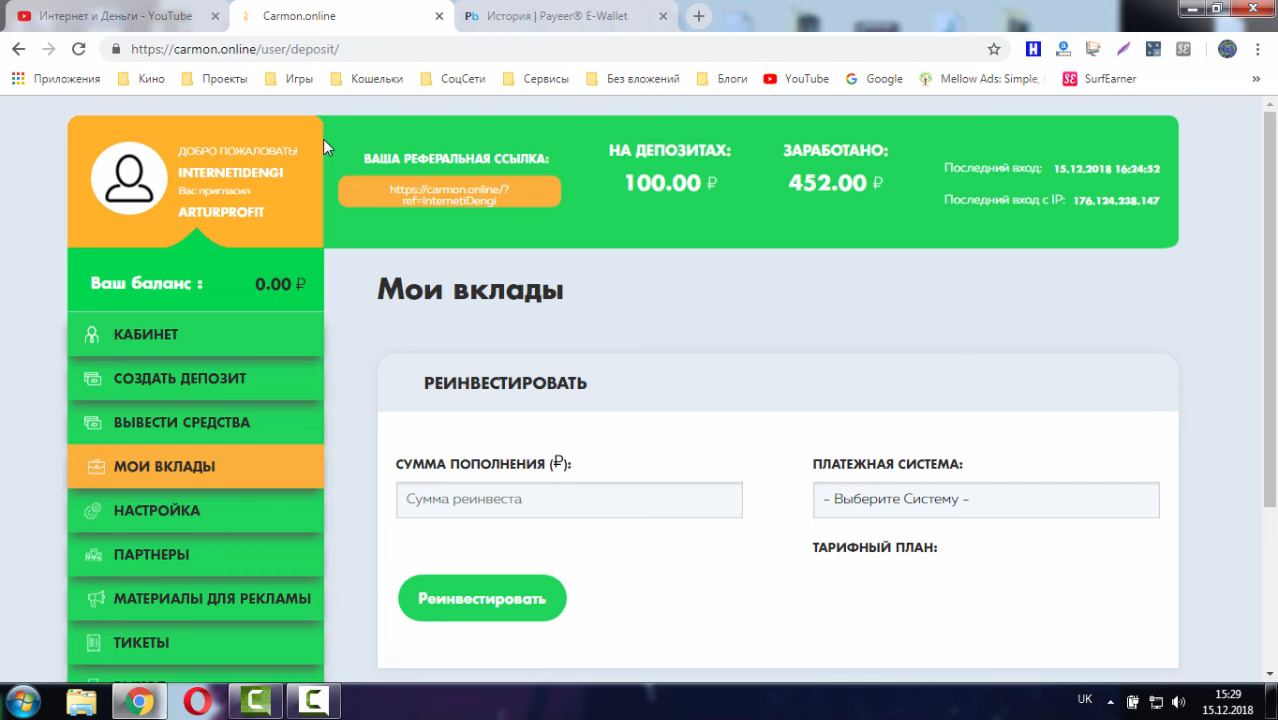 Интернет и Деньги - YouTube
Carmon.online
История | Payeer® E-Wallet
https://carmon.online/user/deposit/
Приложения
Кино
Проекты
Игры
Кошельки
СоцСети
Сервисы
Без вложений
Блоги
YouTube
Google
Mellow Ads: Simple,
SurfEarner
ДОБРО ПОЖАЛОВАТЬ!
INTERNETIDENGI
Вас пригласил
ARTURPROFIT
ВАША РЕФЕРАЛЬНАЯ ССЫЛКА:
https://carmon.online/?
ref=InternetiDengi
НА ДЕПОЗИТАХ:
100.00 ₽
ЗАРАБОТАНО:
452.00 ₽
Последний вход: 15.12.2018 16:24:52
Последний вход с IP: 176.124.238.147
Ваш баланс : 0.00 ₽
КАБИНЕТ
СОЗДАТЬ ДЕПОЗИТ
ВЫВЕСТИ СРЕДСТВА
МОИ ВКЛАДЫ
НАСТРОЙКА
ПАРТНЕРЫ
МАТЕРИАЛЫ ДЛЯ РЕКЛАМЫ
ТИКЕТЫ
Мои вклады
РЕИНВЕСТИРОВАТЬ
СУММА ПОПОЛНЕНИЯ (₽):
Сумма реинвеста
ПЛАТЕЖНАЯ СИСТЕМА:
- Выберите Систему -
ТАРИФНЫЙ ПЛАН:
Реинвестировать
UK
15:29
15.12.2018